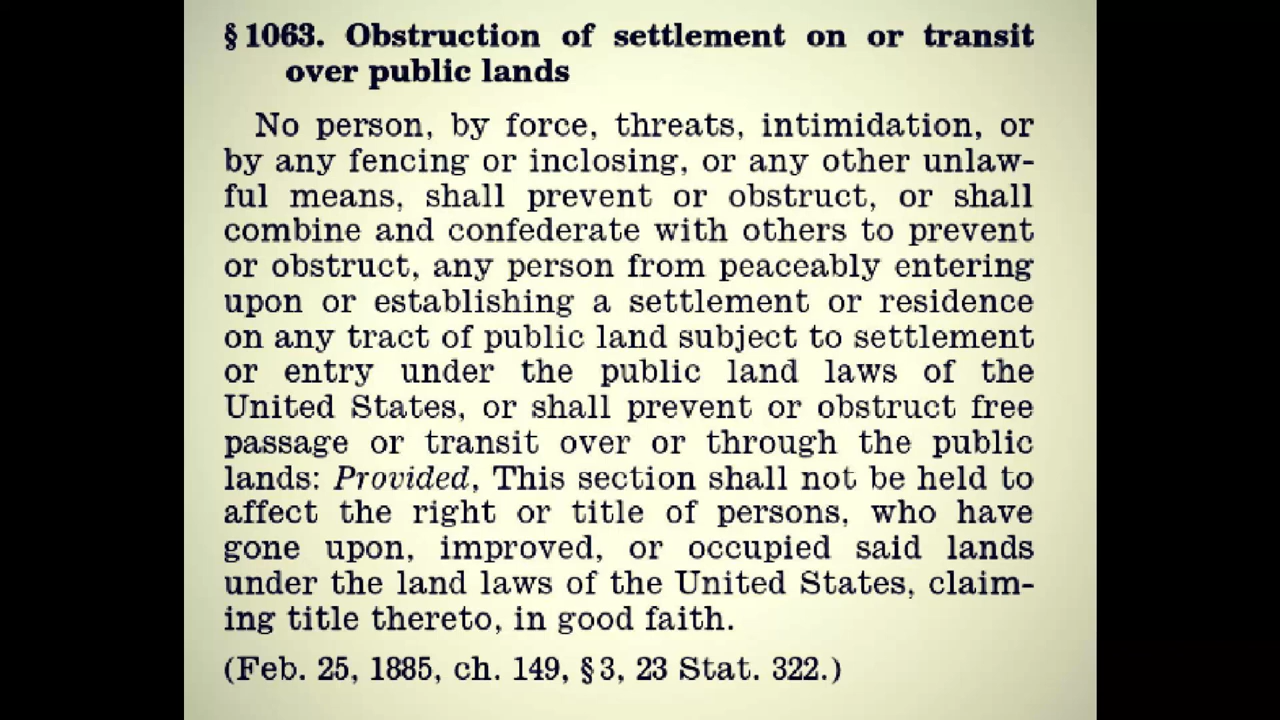 § 1063. Obstruction of settlement on or transit
over public lands
No person, by force, threats, intimidation, or
by any fencing or inclosing, or any other unlaw-
ful means, shall prevent or obstruct, or shall
combine and confederate with others to prevent
or obstruct, any person from peaceably entering
upon or establishing a settlement or residence
on any tract of public land subject to settlement
or entry under the public land laws of the
United States, or shall prevent or obstruct free
passage or transit over or through the public
lands: Provided, This section shall not be held to
affect the right or title of persons, who have
gone upon, improved, or occupied said lands
under the land laws of the United States, claim-
ing title thereto, in good faith.
(Feb. 25, 1885, ch. 149, § 3, 23 Stat. 322.)